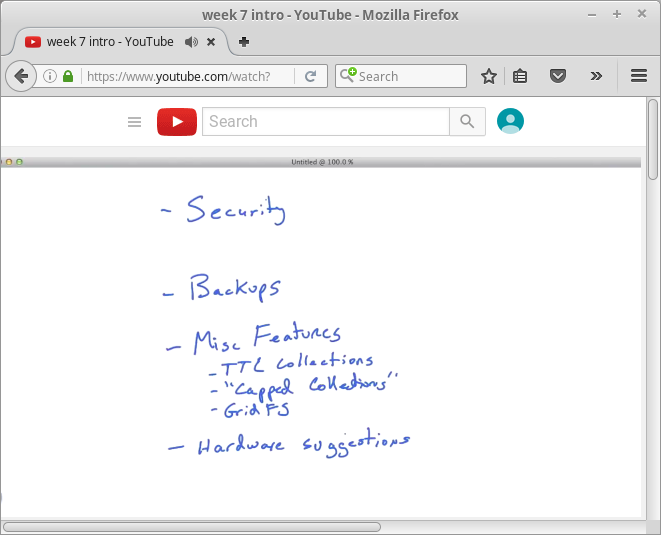 week 7 intro - YouTube - Mozilla Firefox
week 7 intro - YouTube
https://www.youtube.com/watch?
Search
Search
Untitled @ 100.0 %
- Security
- Backups
- Misc Features
- TTL collections
- "Capped Collections"
- GridFS
- Hardware suggestions